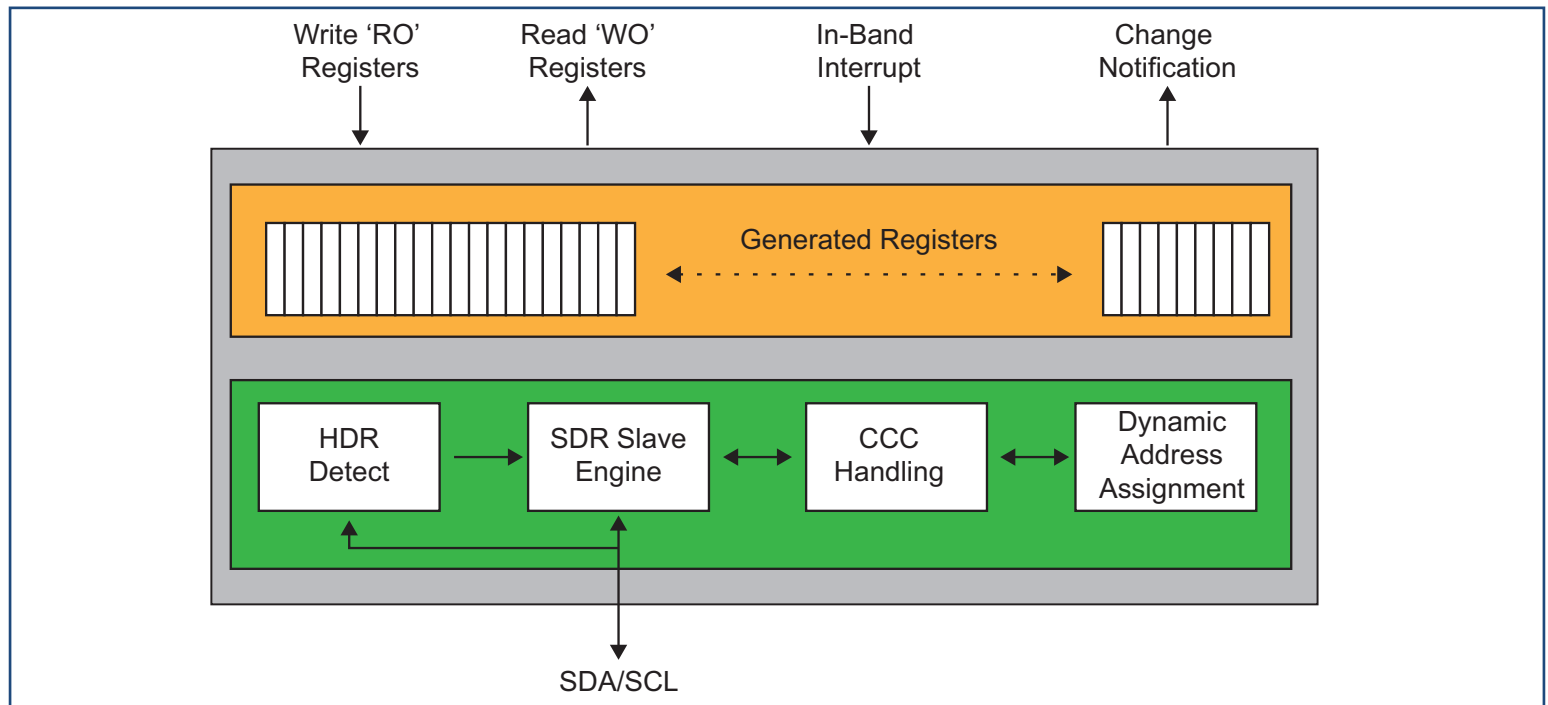 Write ‘RO’
Registers
Read ‘WO’
Registers
In-Band
Interrupt
Change
Notification
Generated Registers
HDR
Detect
SDR Slave
Engine
CCC
Handling
Dynamic
Address
Assignment
SDA/SCL